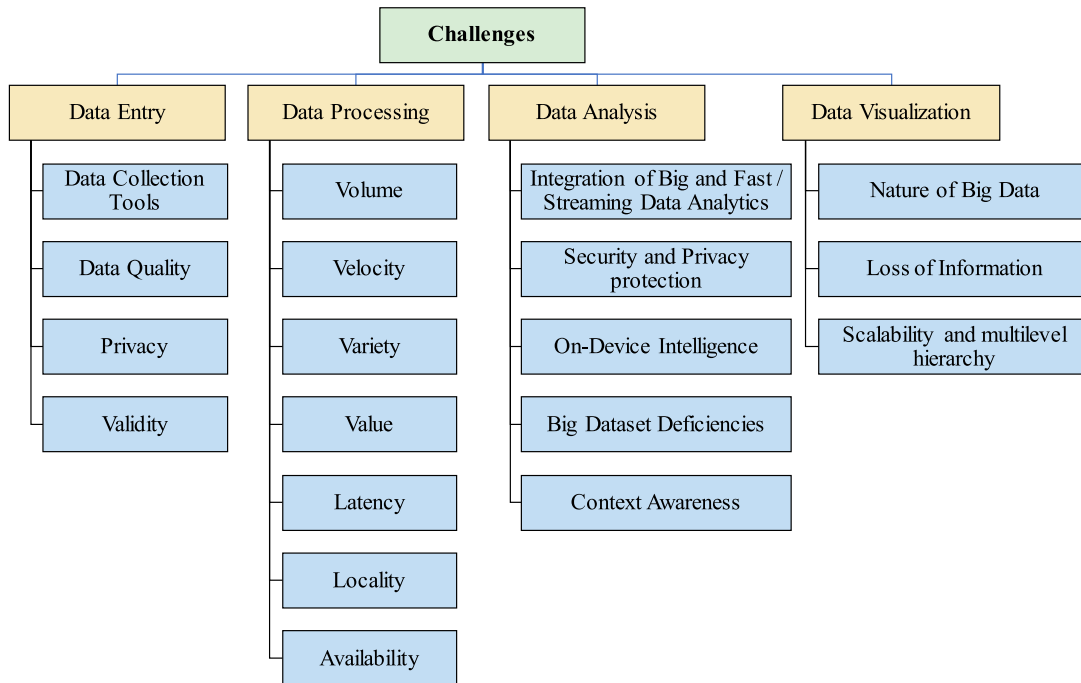 Challenges
Data Entry
Data Collection
Tools
Data Quality
Privacy
Validity
Data Processing
Volume
Velocity
Variety
Value
Latency
Locality
Availability
Data Analysis
Integration of Big and Fast /
Streaming Data Analytics
Security and Privacy
protection
On-Device Intelligence
Big Dataset Deficiencies
Context Awareness
Data Visualization
Nature of Big Data
Loss of Information
Scalability and multilevel
hierarchy